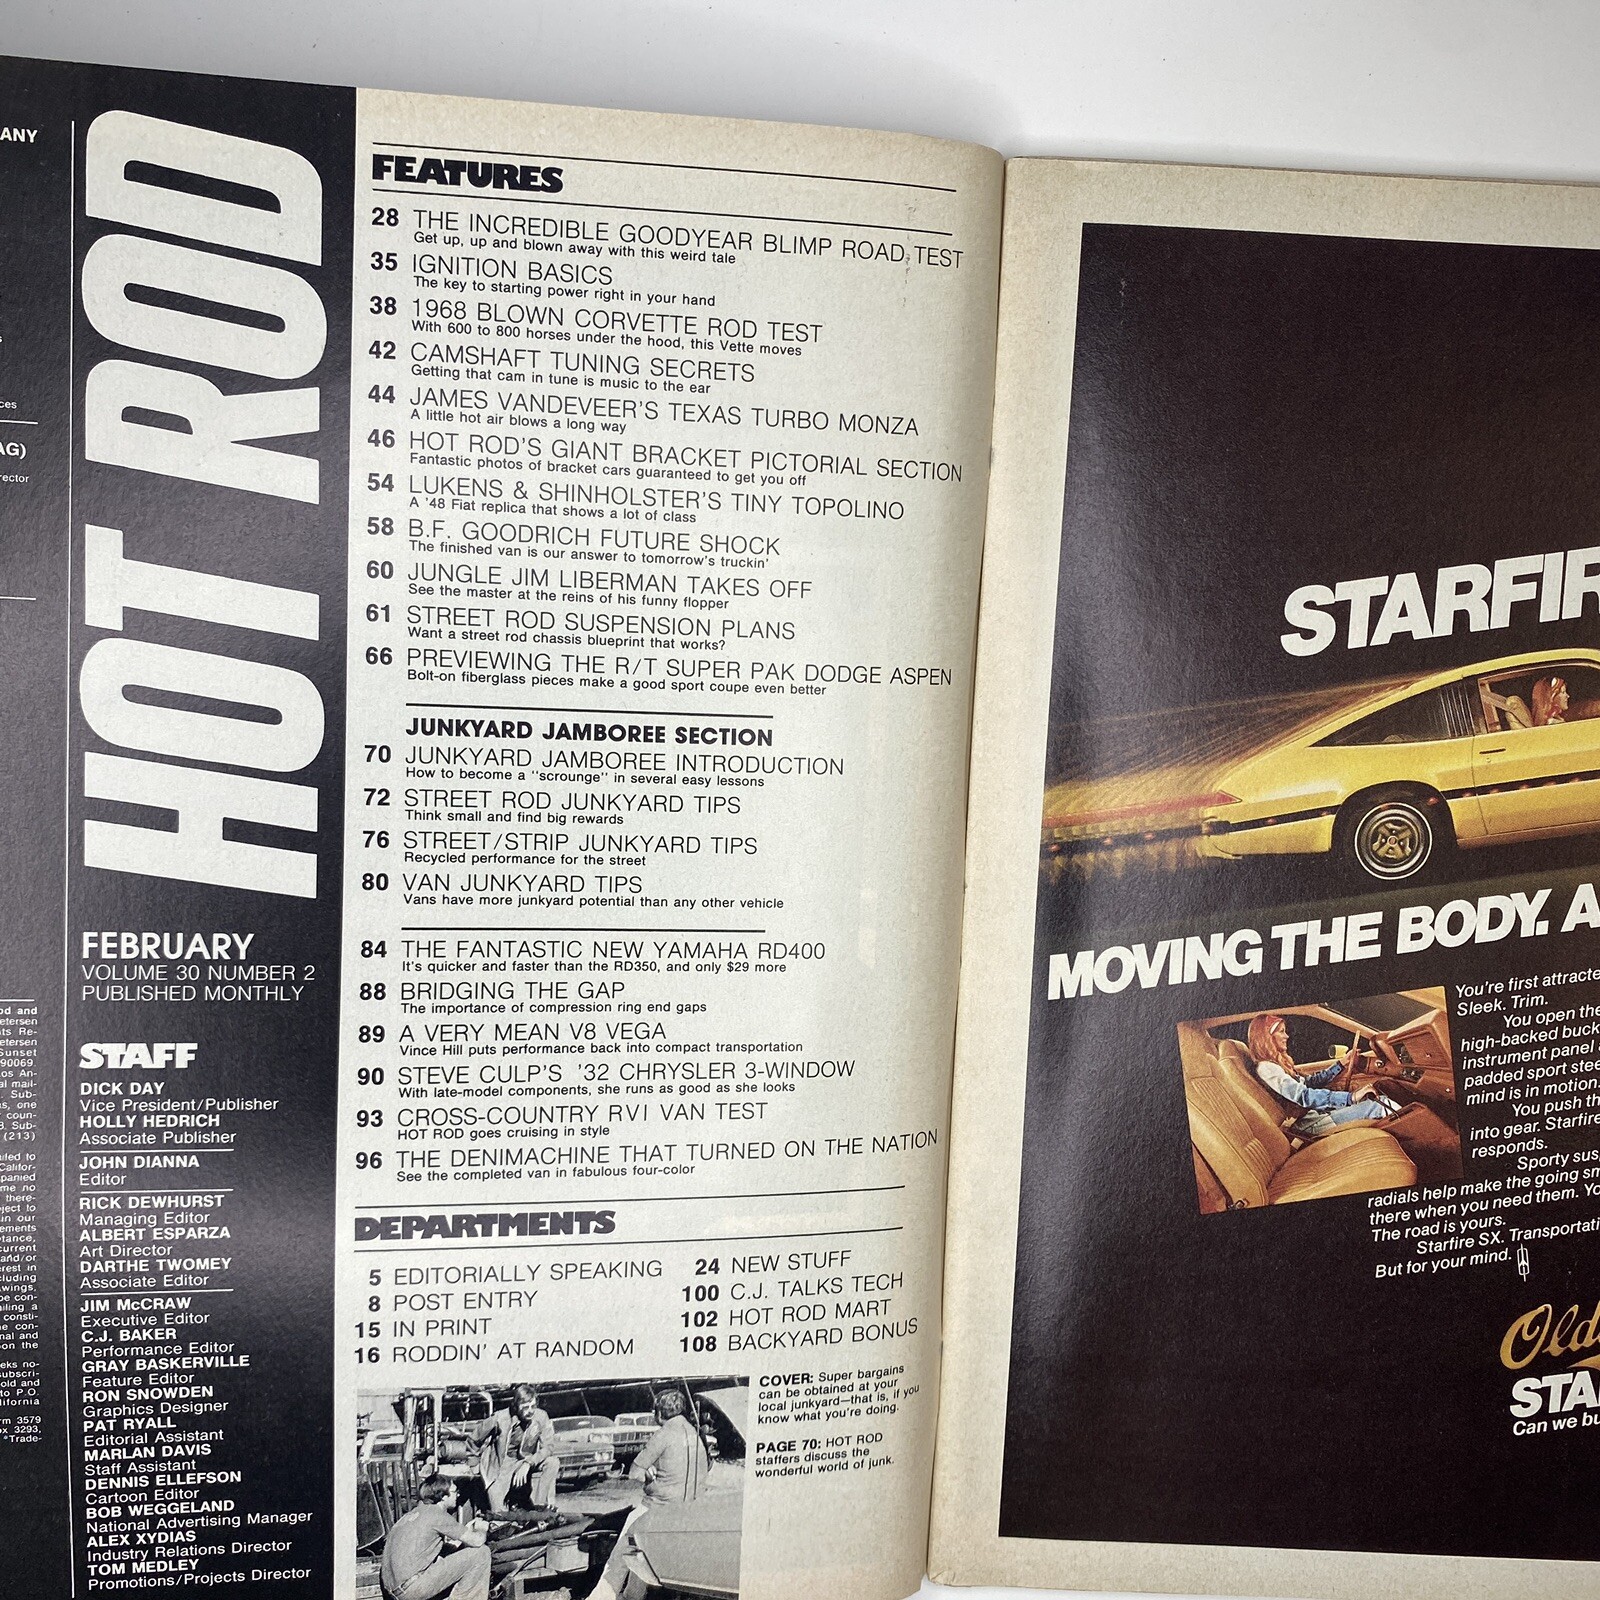 ANY
ces
AG)
rector
HOT ROD
FEBRUARY
VOLUME 30 NUMBER 2
PUBLISHED MONTHLY
STAFF
DICK DAY
Vice President/Publisher
HOLLY HEDRICH
Associate Publisher
JOHN DIANNA
Editor
RICK DEWHURST
Managing Editor
ALBERT ESPARZA
Art Director
DARTHE TWOMEY
Associate Editor
JIM McCRAW
Executive Editor
C.J. BAKER
Performance Editor
GRAY BASKERVILLE
Feature Editor
RON SNOWDEN
Graphics Designer
PAT RYALL
Editorial Assistant
MARLAN DAVIS
Staff Assistant
DENNIS ELLEFSON
Cartoon Editor
BOB WEGGELAND
National Advertising Manager
ALEX XYDIAS
Industry Relations Director
TOM MEDLEY
Promotions/Projects Director
FEATURES
28 THE INCREDIBLE GOODYEAR BLIMP ROAD TEST
Get up, up and blown away with this weird tale
35 IGNITION BASICS
The key to starting power right in your hand
38 1968 BLOWN CORVETTE ROD TEST
With 600 to 800 horses under the hood, this Vette moves
42 CAMSHAFT TUNING SECRETS
Getting that cam in tune is music to the ear
44 JAMES VANDEVEER'S TEXAS TURBO MONZA
A little hot air blows a long way
46 HOT ROD'S GIANT BRACKET PICTORIAL SECTION
Fantastic photos of bracket cars guaranteed to get you off
54 LUKENS & SHINHOLSTER'S TINY TOPOLINO
A '48 Fiat replica that shows a lot of class
58 B.F. GOODRICH FUTURE SHOCK
The finished van is our answer to tomorrow's truckin'
60 JUNGLE JIM LIBERMAN TAKES OFF
See the master at the reins of his funny flopper
61 STREET ROD SUSPENSION PLANS
Want a street rod chassis blueprint that works?
66 PREVIEWING THE R/T SUPER PAK DODGE ASPEN
Bolt-on fiberglass pieces make a good sport coupe even better
JUNKYARD JAMBOREE SECTION
70 JUNKYARD JAMBOREE INTRODUCTION
How to become a "scrounge" in several easy lessons
72 STREET ROD JUNKYARD TIPS
Think small and find big rewards
76 STREET/STRIP JUNKYARD TIPS
Recycled performance for the street
80 VAN JUNKYARD TIPS
Vans have more junkyard potential than any other vehicle
84 THE FANTASTIC NEW YAMAHA RD400
It's quicker and faster than the RD350, and only $29 more
88 BRIDGING THE GAP
The importance of compression ring end gaps
89 A VERY MEAN V8 VEGA
Vince Hill puts performance back into compact transportation
90 STEVE CULP'S '32 CHRYSLER 3-WINDOW
With late-model components, she runs as good as she looks
93 CROSS-COUNTRY RVI VAN TEST
HOT ROD goes cruising in style
96 THE DENIMACHINE THAT TURNED ON THE NATION
See the completed van in fabulous four-color
DEPARTMENTS
5 EDITORIALLY SPEAKING
8 POST ENTRY
15 IN PRINT
16 RODDIN' AT RANDOM
24 NEW STUFF
100 C.J. TALKS TECH
102 HOT ROD MART
108 BACKYARD BONUS
COVER: Super bargains
can be obtained at your
local junkyard—that is, if you
know what you're doing.
PAGE 70: HOT ROD
staffers discuss the
wonderful world of junk.
STARFIR
MOVING THE BODY. A
You're first attracte
Sleek. Trim.
You open the
high-backed buck
instrument panel
padded sport stee
mind is in motion.
You push th
into gear. Starfire
responds.
Sporty sus
radials help make the going sm
there when you need them. Yo
The road is yours.
Starfire SX. Transportati
But for your mind.
Olds
STA
Can we bu